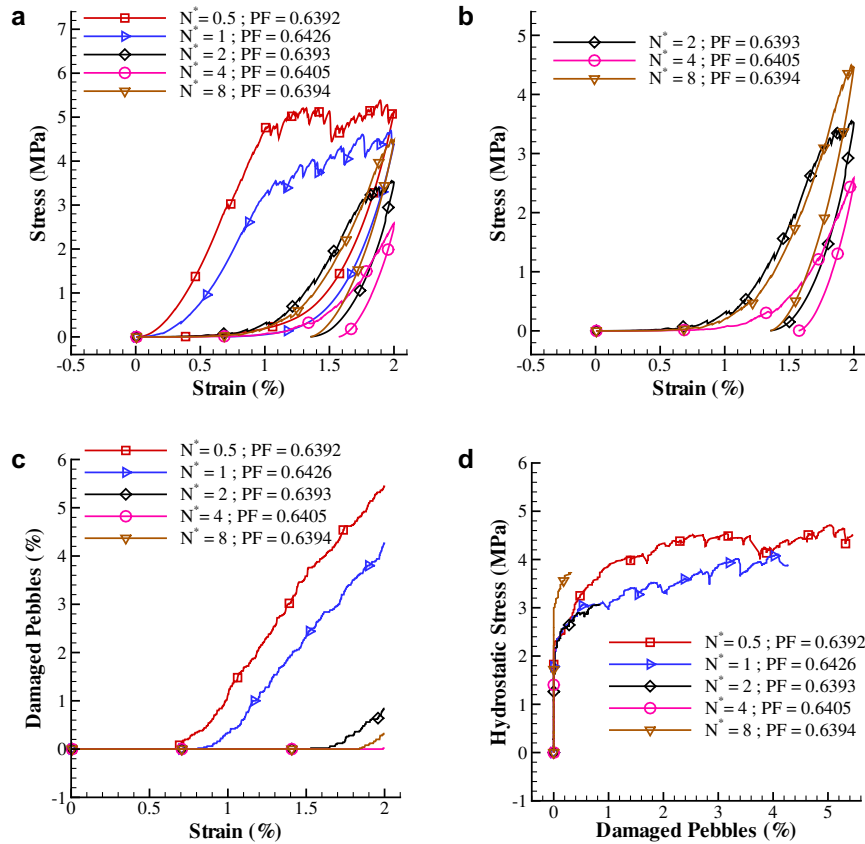 a
N* = 0.5 ; PF = 0.6392
N* = 1 ; PF = 0.6426
N* = 2 ; PF = 0.6393
N* = 4 ; PF = 0.6405
N* = 8 ; PF = 0.6394
Stress (MPa)
7
6
5
4
3
2
1
0
-0.5
0
0.5
1
1.5
2
Strain (%)
b
N* = 2 ; PF = 0.6393
N* = 4 ; PF = 0.6405
N* = 8 ; PF = 0.6394
Stress (MPa)
5
4
3
2
1
0
-0.5
0
0.5
1
1.5
2
Strain (%)
c
N* = 0.5 ; PF = 0.6392
N* = 1 ; PF = 0.6426
N* = 2 ; PF = 0.6393
N* = 4 ; PF = 0.6405
N* = 8 ; PF = 0.6394
Damaged Pebbles (%)
6
5
4
3
2
1
0
-1
0
0.5
1
1.5
2
Strain (%)
d
Hydrostatic Stress (MPa)
6
5
4
3
2
1
0
-1
N* = 0.5 ; PF = 0.6392
N* = 1 ; PF = 0.6426
N* = 2 ; PF = 0.6393
N* = 4 ; PF = 0.6405
N* = 8 ; PF = 0.6394
0
1
2
3
4
5
Damaged Pebbles (%)